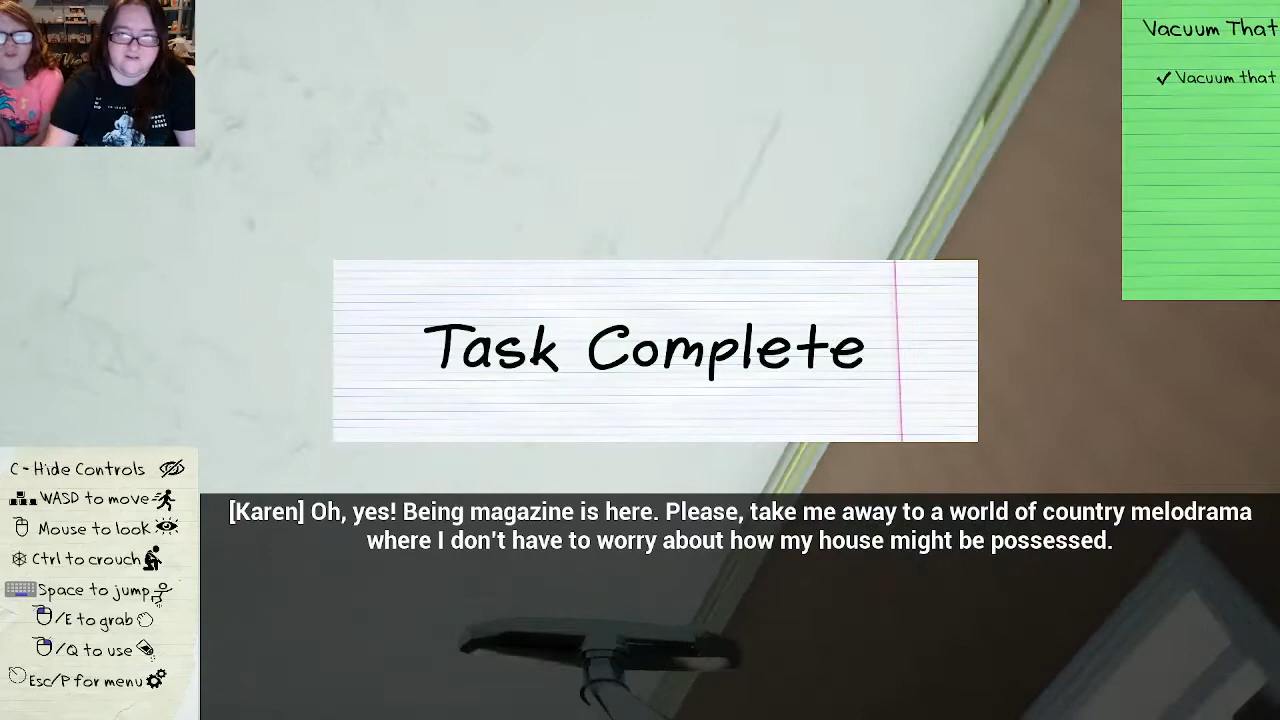 Vacuum That
✓ Vacuum that
Task Complete
C - Hide Controls
WASD to move
Mouse to look
Ctrl to crouch
Space to jump
/E to grab
/Q to use
Esc/P for menu
[Karen] Oh, yes! Being magazine is here. Please, take me away to a world of country melodrama
where I don't have to worry about how my house might be possessed.